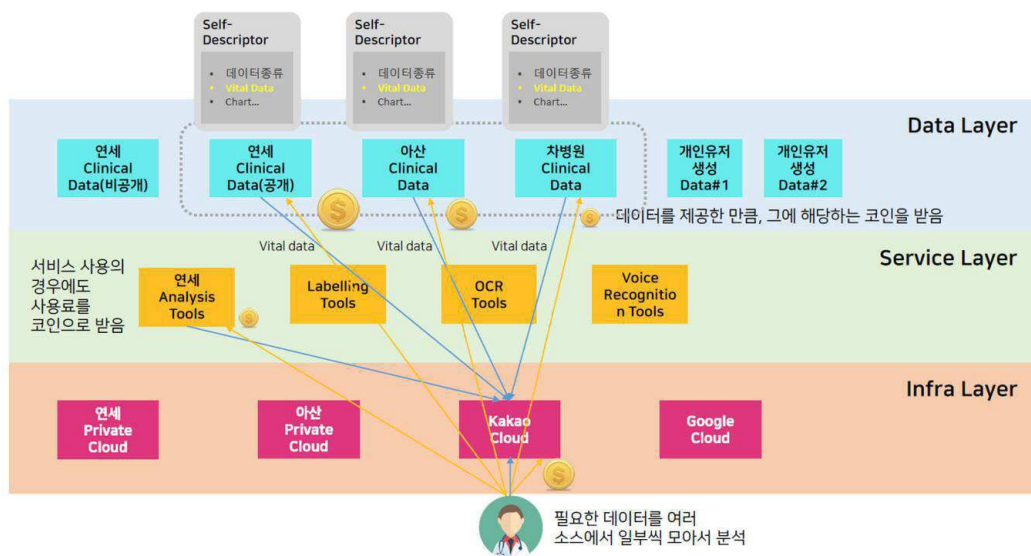 Self-
Descriptor
• 데이터종류
• Vital Data
• Chart...
Self-
Descriptor
• 데이터종류
• Vital Data
• Chart...
Self-
Descriptor
• 데이터종류
• Vital Data
• Chart...
Data Layer
연세
Clinical
Data(비공개)
연세
Clinical
Data(공개)
아산
Clinical
Data
차병원
Clinical
Data
개인유저
생성
Data#1
개인유저
생성
Data#2
데이터를 제공한 만큼, 그에 해당하는 코인을 받음
Vital data
Vital data
Vital data
Service Layer
서비스 사용의
경우에도
사용료를
코인으로 받음
연세
Analysis
Tools
Labelling
Tools
OCR
Tools
Voice
Recognitio
n Tools
Infra Layer
연세
Private
Cloud
아산
Private
Cloud
Kakao
Cloud
Google
Cloud
필요한 데이터를 여러
소스에서 일부씩 모아서 분석